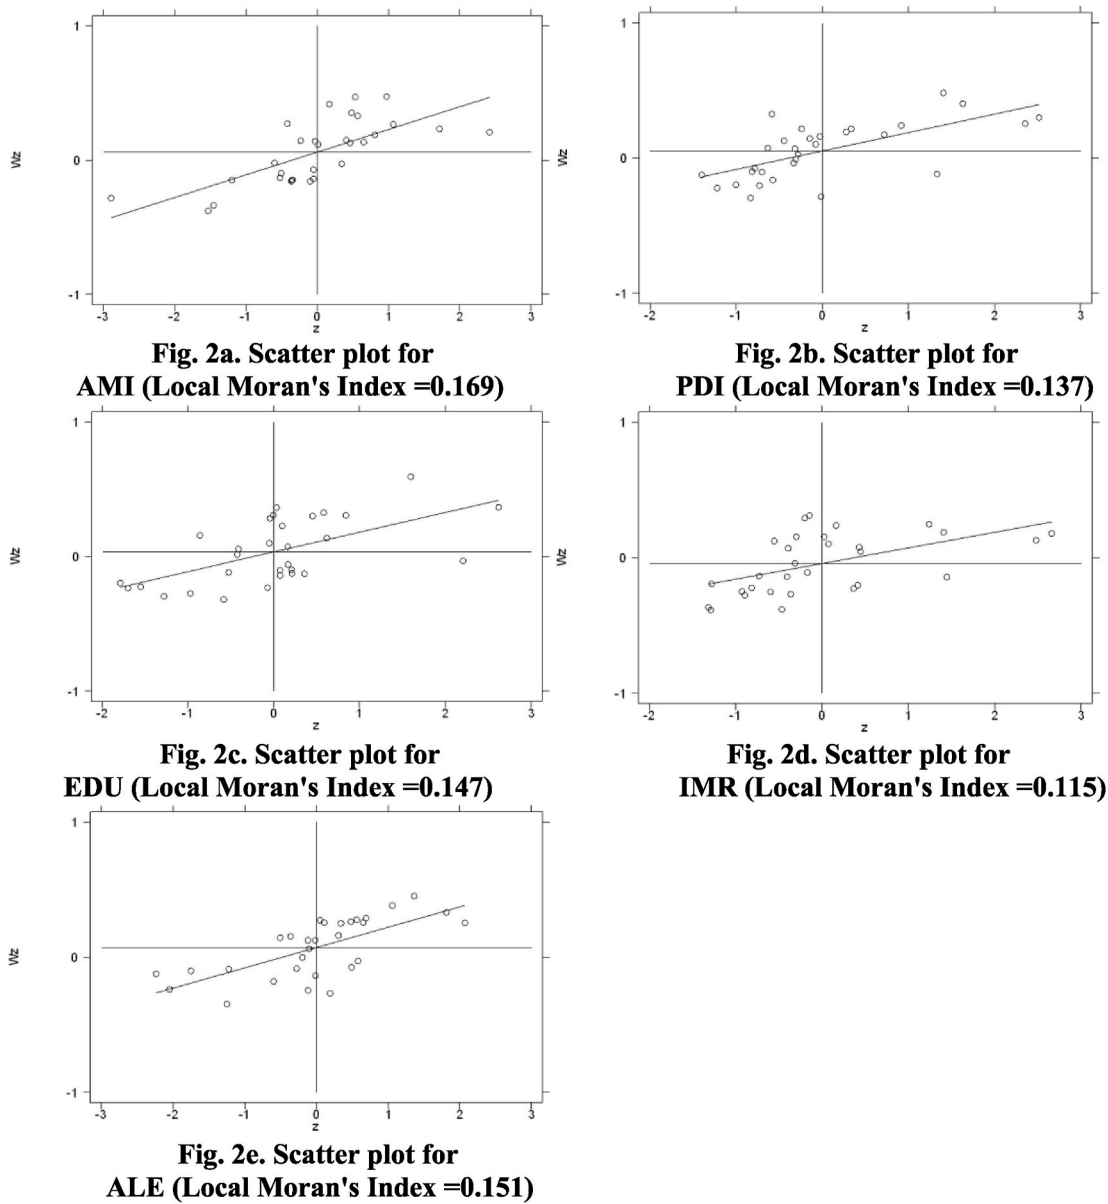 1
0
-1
Wz
-3
-2
-1
0
1
2
3
z
Fig. 2a. Scatter plot for
AMI (Local Moran's Index =0.169)
1
0
-1
Wz
-2
-1
0
1
2
3
z
Fig. 2b. Scatter plot for
PDI (Local Moran's Index =0.137)
1
0
-1
Wz
-2
-1
0
1
2
3
z
Fig. 2c. Scatter plot for
EDU (Local Moran's Index =0.147)
1
0
-1
Wz
-2
-1
0
1
2
3
z
Fig. 2d. Scatter plot for
IMR (Local Moran's Index =0.115)
1
0
-1
Wz
-3
-2
-1
0
1
2
3
z
Fig. 2e. Scatter plot for
ALE (Local Moran's Index =0.151)